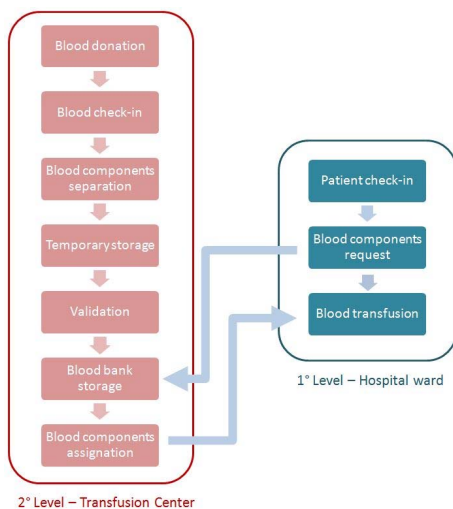 Blood donation
Blood check-in
Blood components
separation
Temporary storage
Validation
Blood bank
storage
Blood components
assignation
2° Level – Transfusion Center
Patient check-in
Blood components
request
Blood transfusion
1° Level – Hospital ward